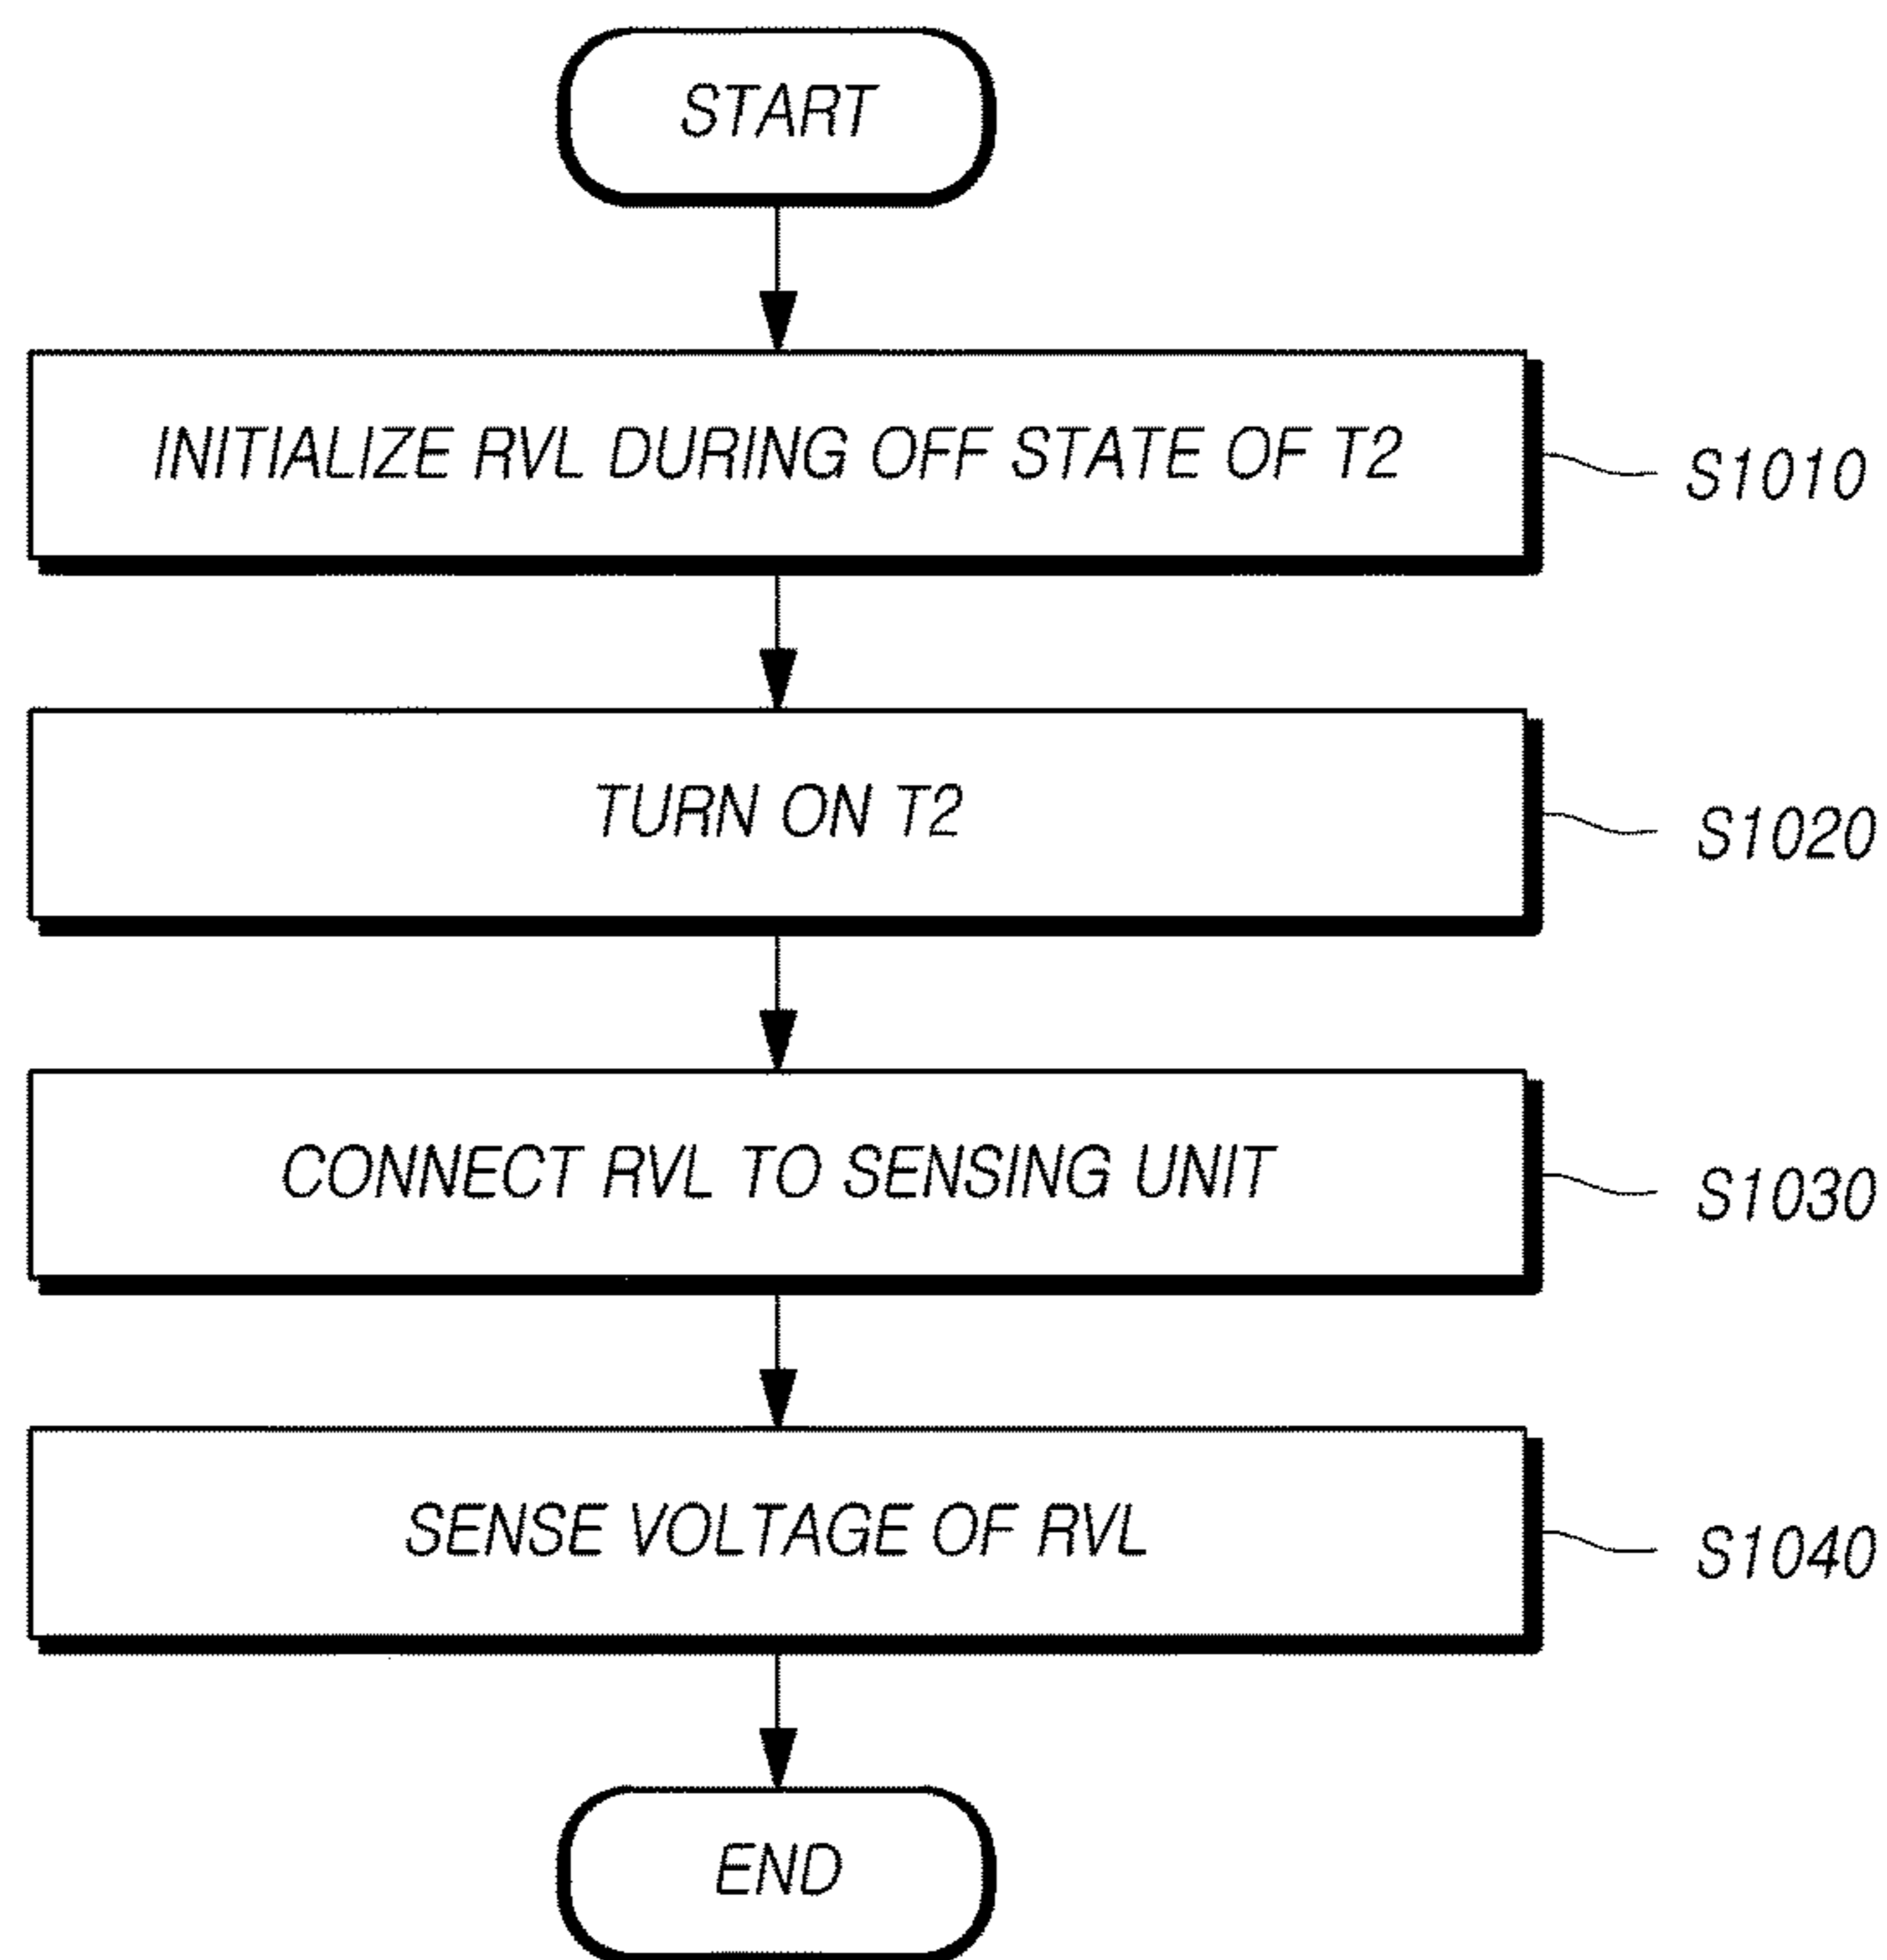 START
INITIALIZE RVL DURING OFF STATE OF T2
S1010
TURN ON T2
S1020
CONNECT RVL TO SENSING UNIT
S1030
SENSE VOLTAGE OF RVL
S1040
END